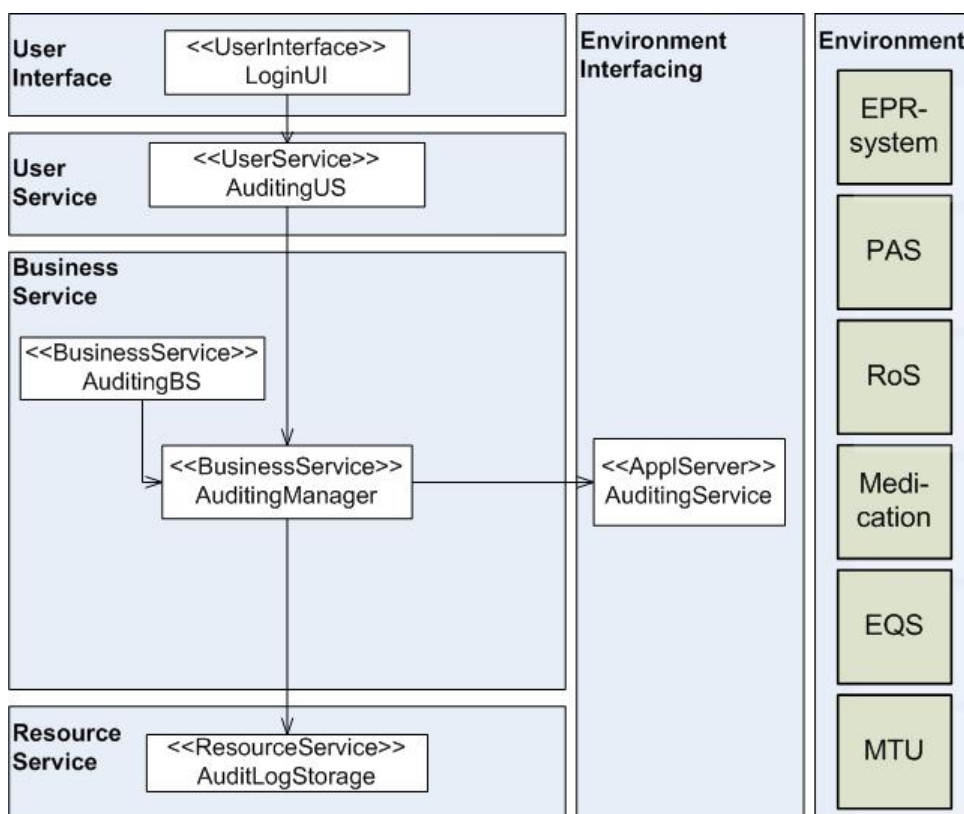 User
Interface
<<UserInterface>>
LoginUI
User
Service
<<UserService>>
AuditingUS
Business
Service
<<BusinessService>>
AuditingBS
<<BusinessService>>
AuditingManager
Resource
Service
<<ResourceService>>
AuditLogStorage
Environment
Interfacing
<<ApplServer>>
AuditingService
Environment
EPR-
system
PAS
RoS
Medi-
cation
EQS
MTU